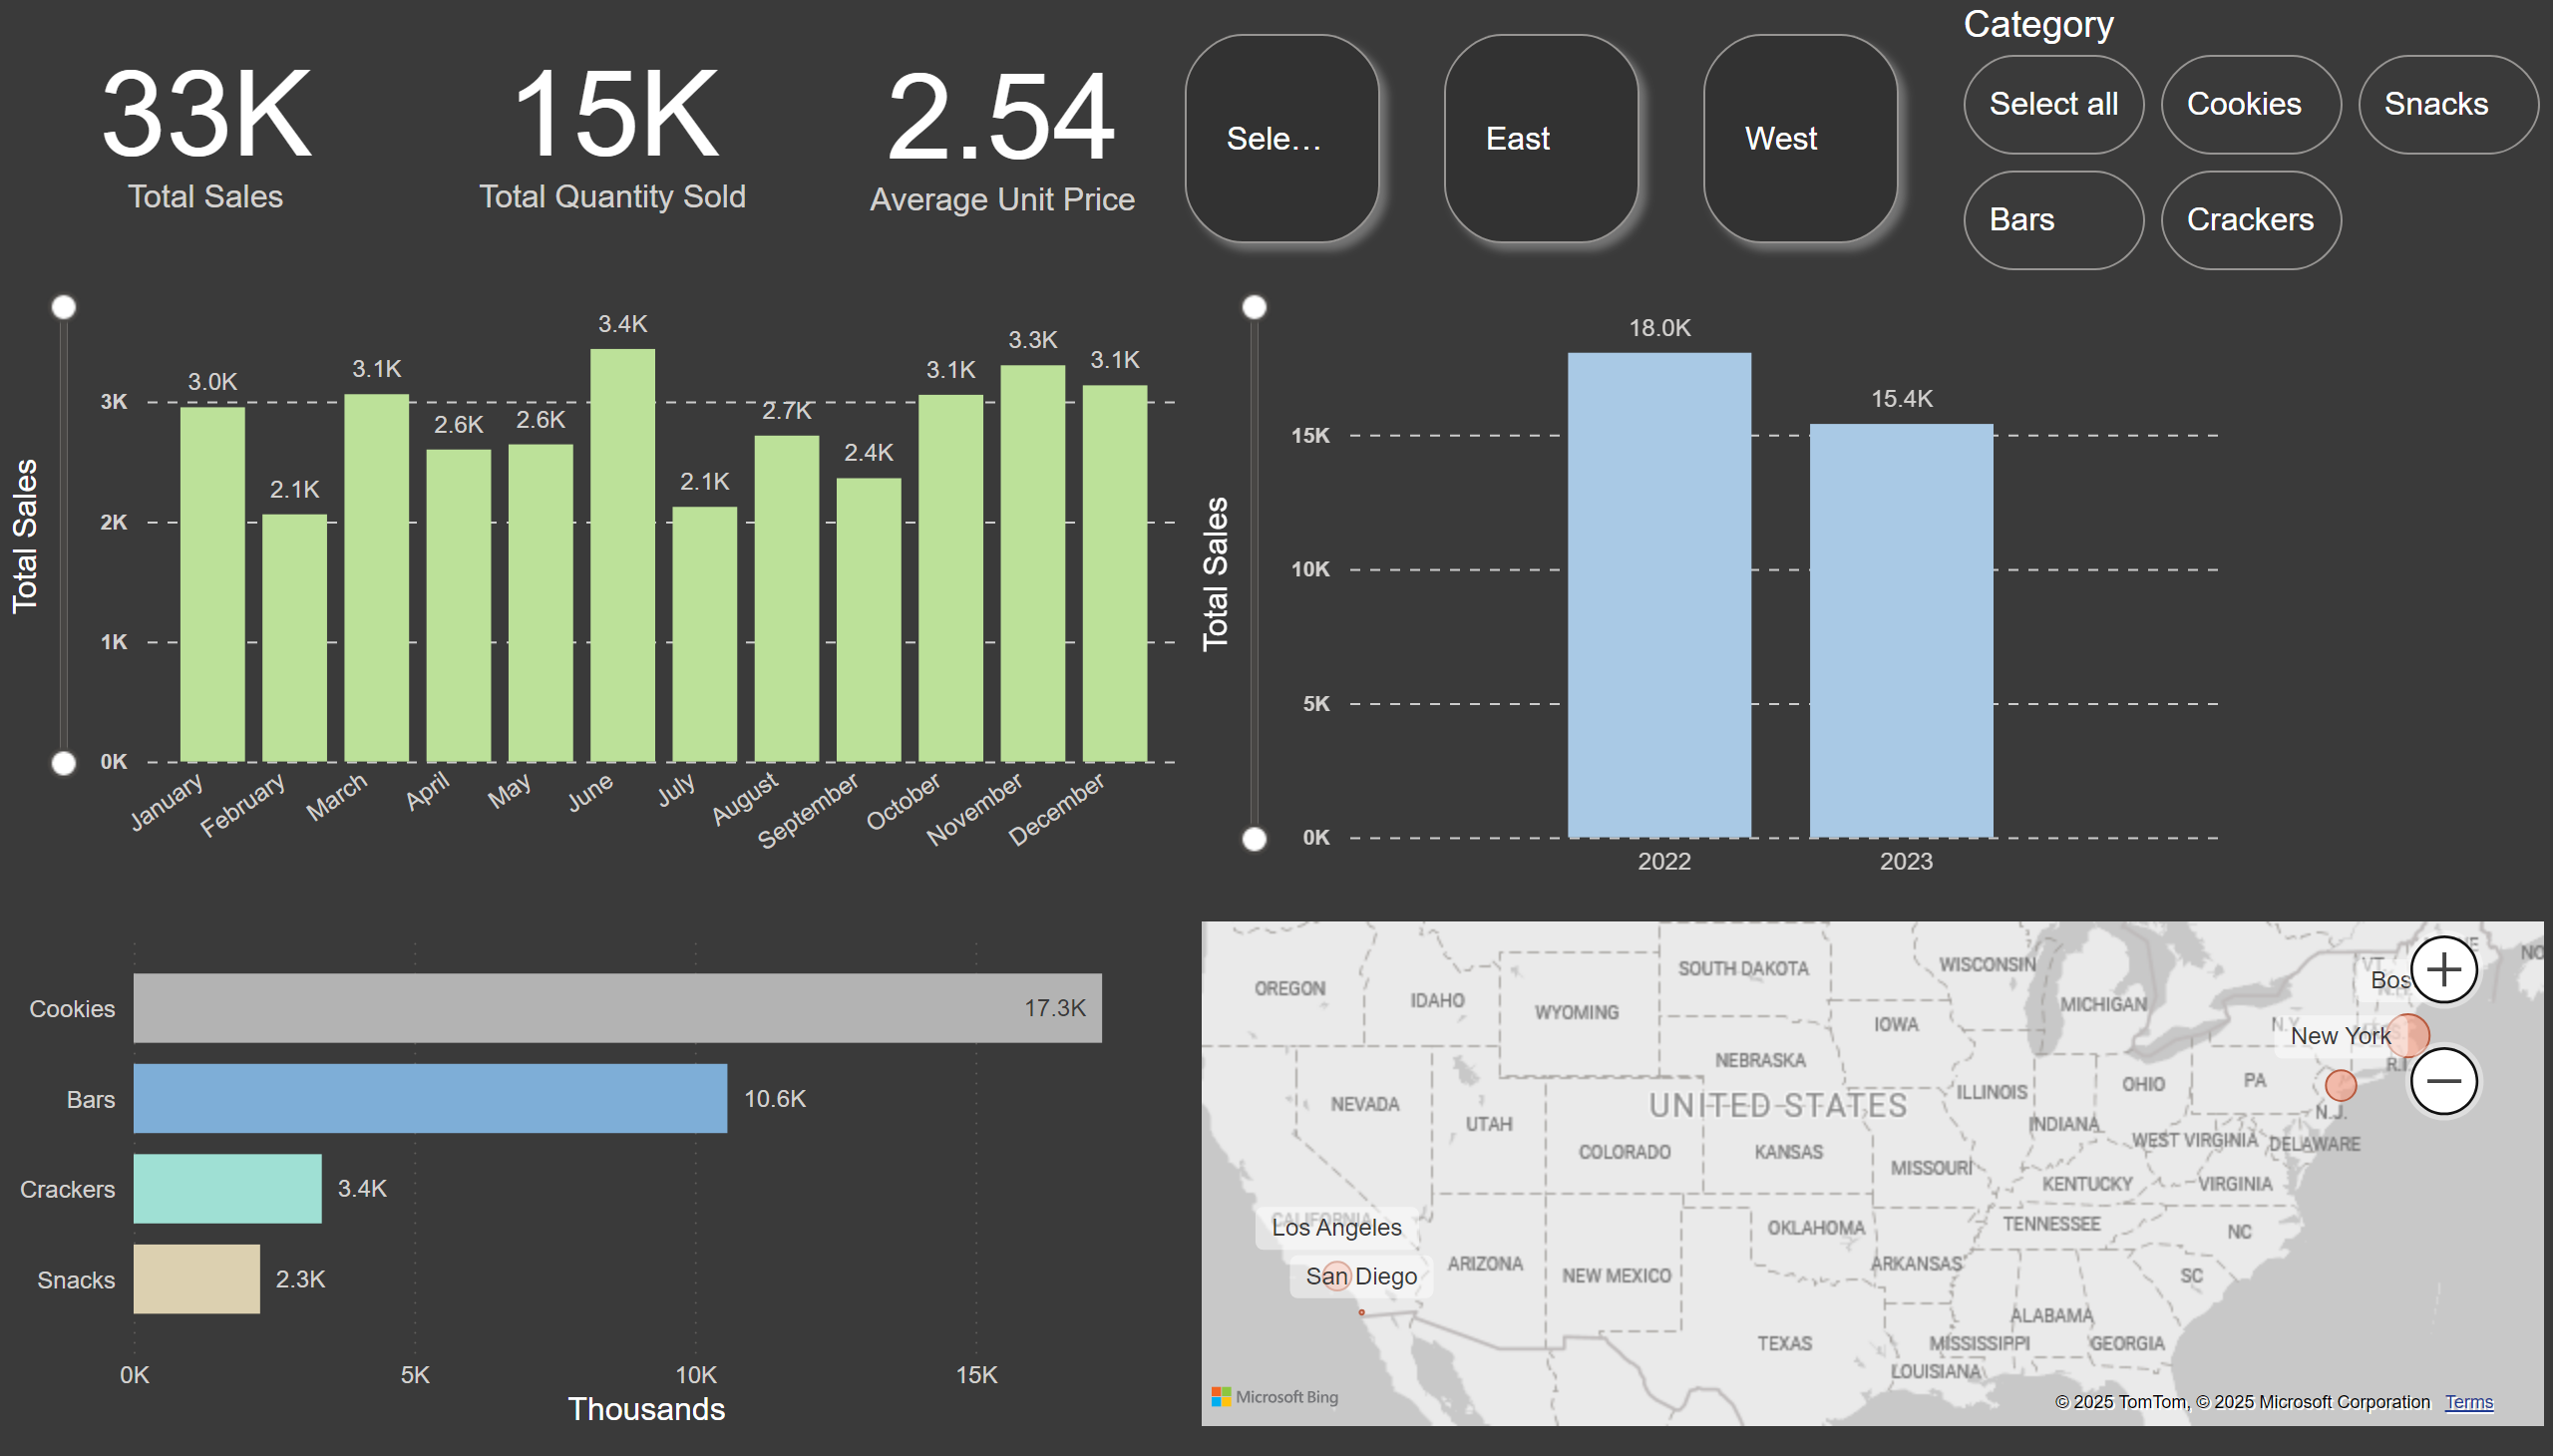 33K
Total Sales
15K
Total Quantity Sold
2.54
Average Unit Price
Sele...
East
West
Category
Select all
Cookies
Snacks
Bars
Crackers
Total Sales
3K
2K
1K
0K
3.0K
2.1K
3.1K
2.6K
2.6K
3.4K
2.1K
2.7K
2.4K
3.1K
3.3K
3.1K
January
February
March
April
May
June
July
August
September
October
November
December
Total Sales
15K
10K
5K
0K
18.0K
15.4K
2022
2023
Cookies
17.3K
Bars
10.6K
Crackers
3.4K
Snacks
2.3K
0K
5K
10K
15K
Thousands
OREGON
IDAHO
WYOMING
SOUTH DAKOTA
WISCONSIN
MICHIGAN
VT.
NO
Bos
New York
N.Y.
IOWA
NEBRASKA
NEVADA
UTAH
UNITED STATES
ILLINOIS
INDIANA
OHIO
PA
R.I.
N.J.
COLORADO
KANSAS
MISSOURI
WEST VIRGINIA
DELAWARE
KENTUCKY
VIRGINIA
CALIFORNIA
Los Angeles
San Diego
ARIZONA
NEW MEXICO
OKLAHOMA
ARKANSAS
TENNESSEE
NC
SC
TEXAS
LOUISIANA
MISSISSIPPI
ALABAMA
GEORGIA
Microsoft Bing
© 2025 TomTom, © 2025 Microsoft Corporation Terms